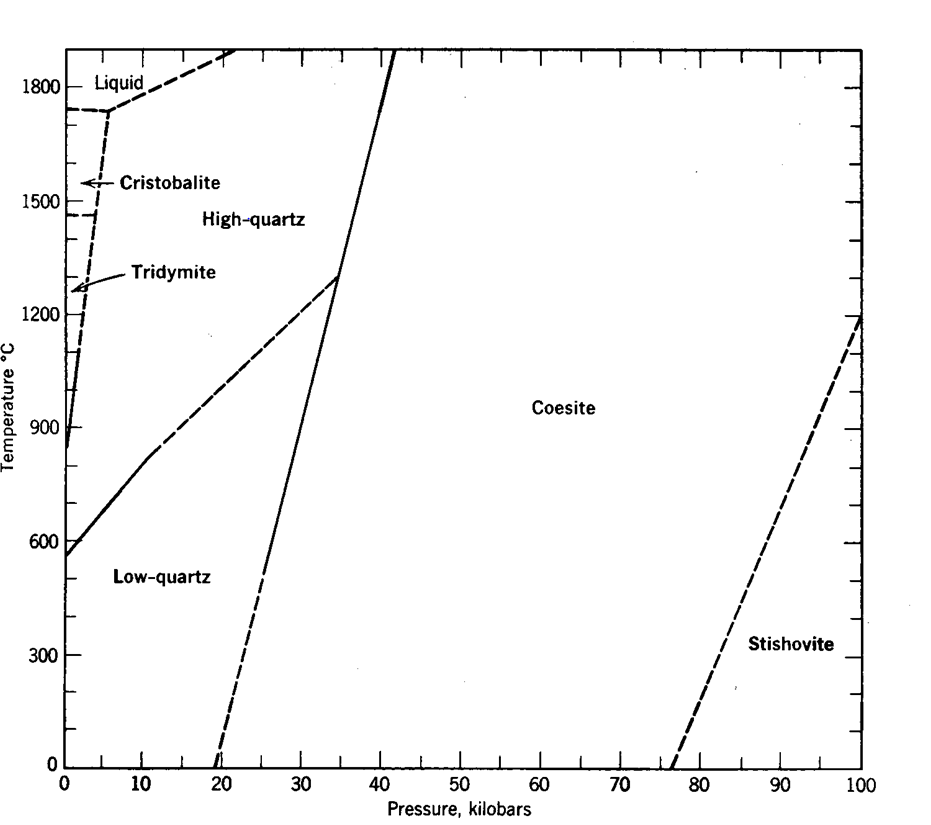 1800
Liquid
Cristobalite
1500
High-quartz
Tridymite
1200
Temperature °C
900
Coesite
600
Low-quartz
300
Stishovite
0
0 10 20 30 40 50 60 70 80 90 100
Pressure, kilobars